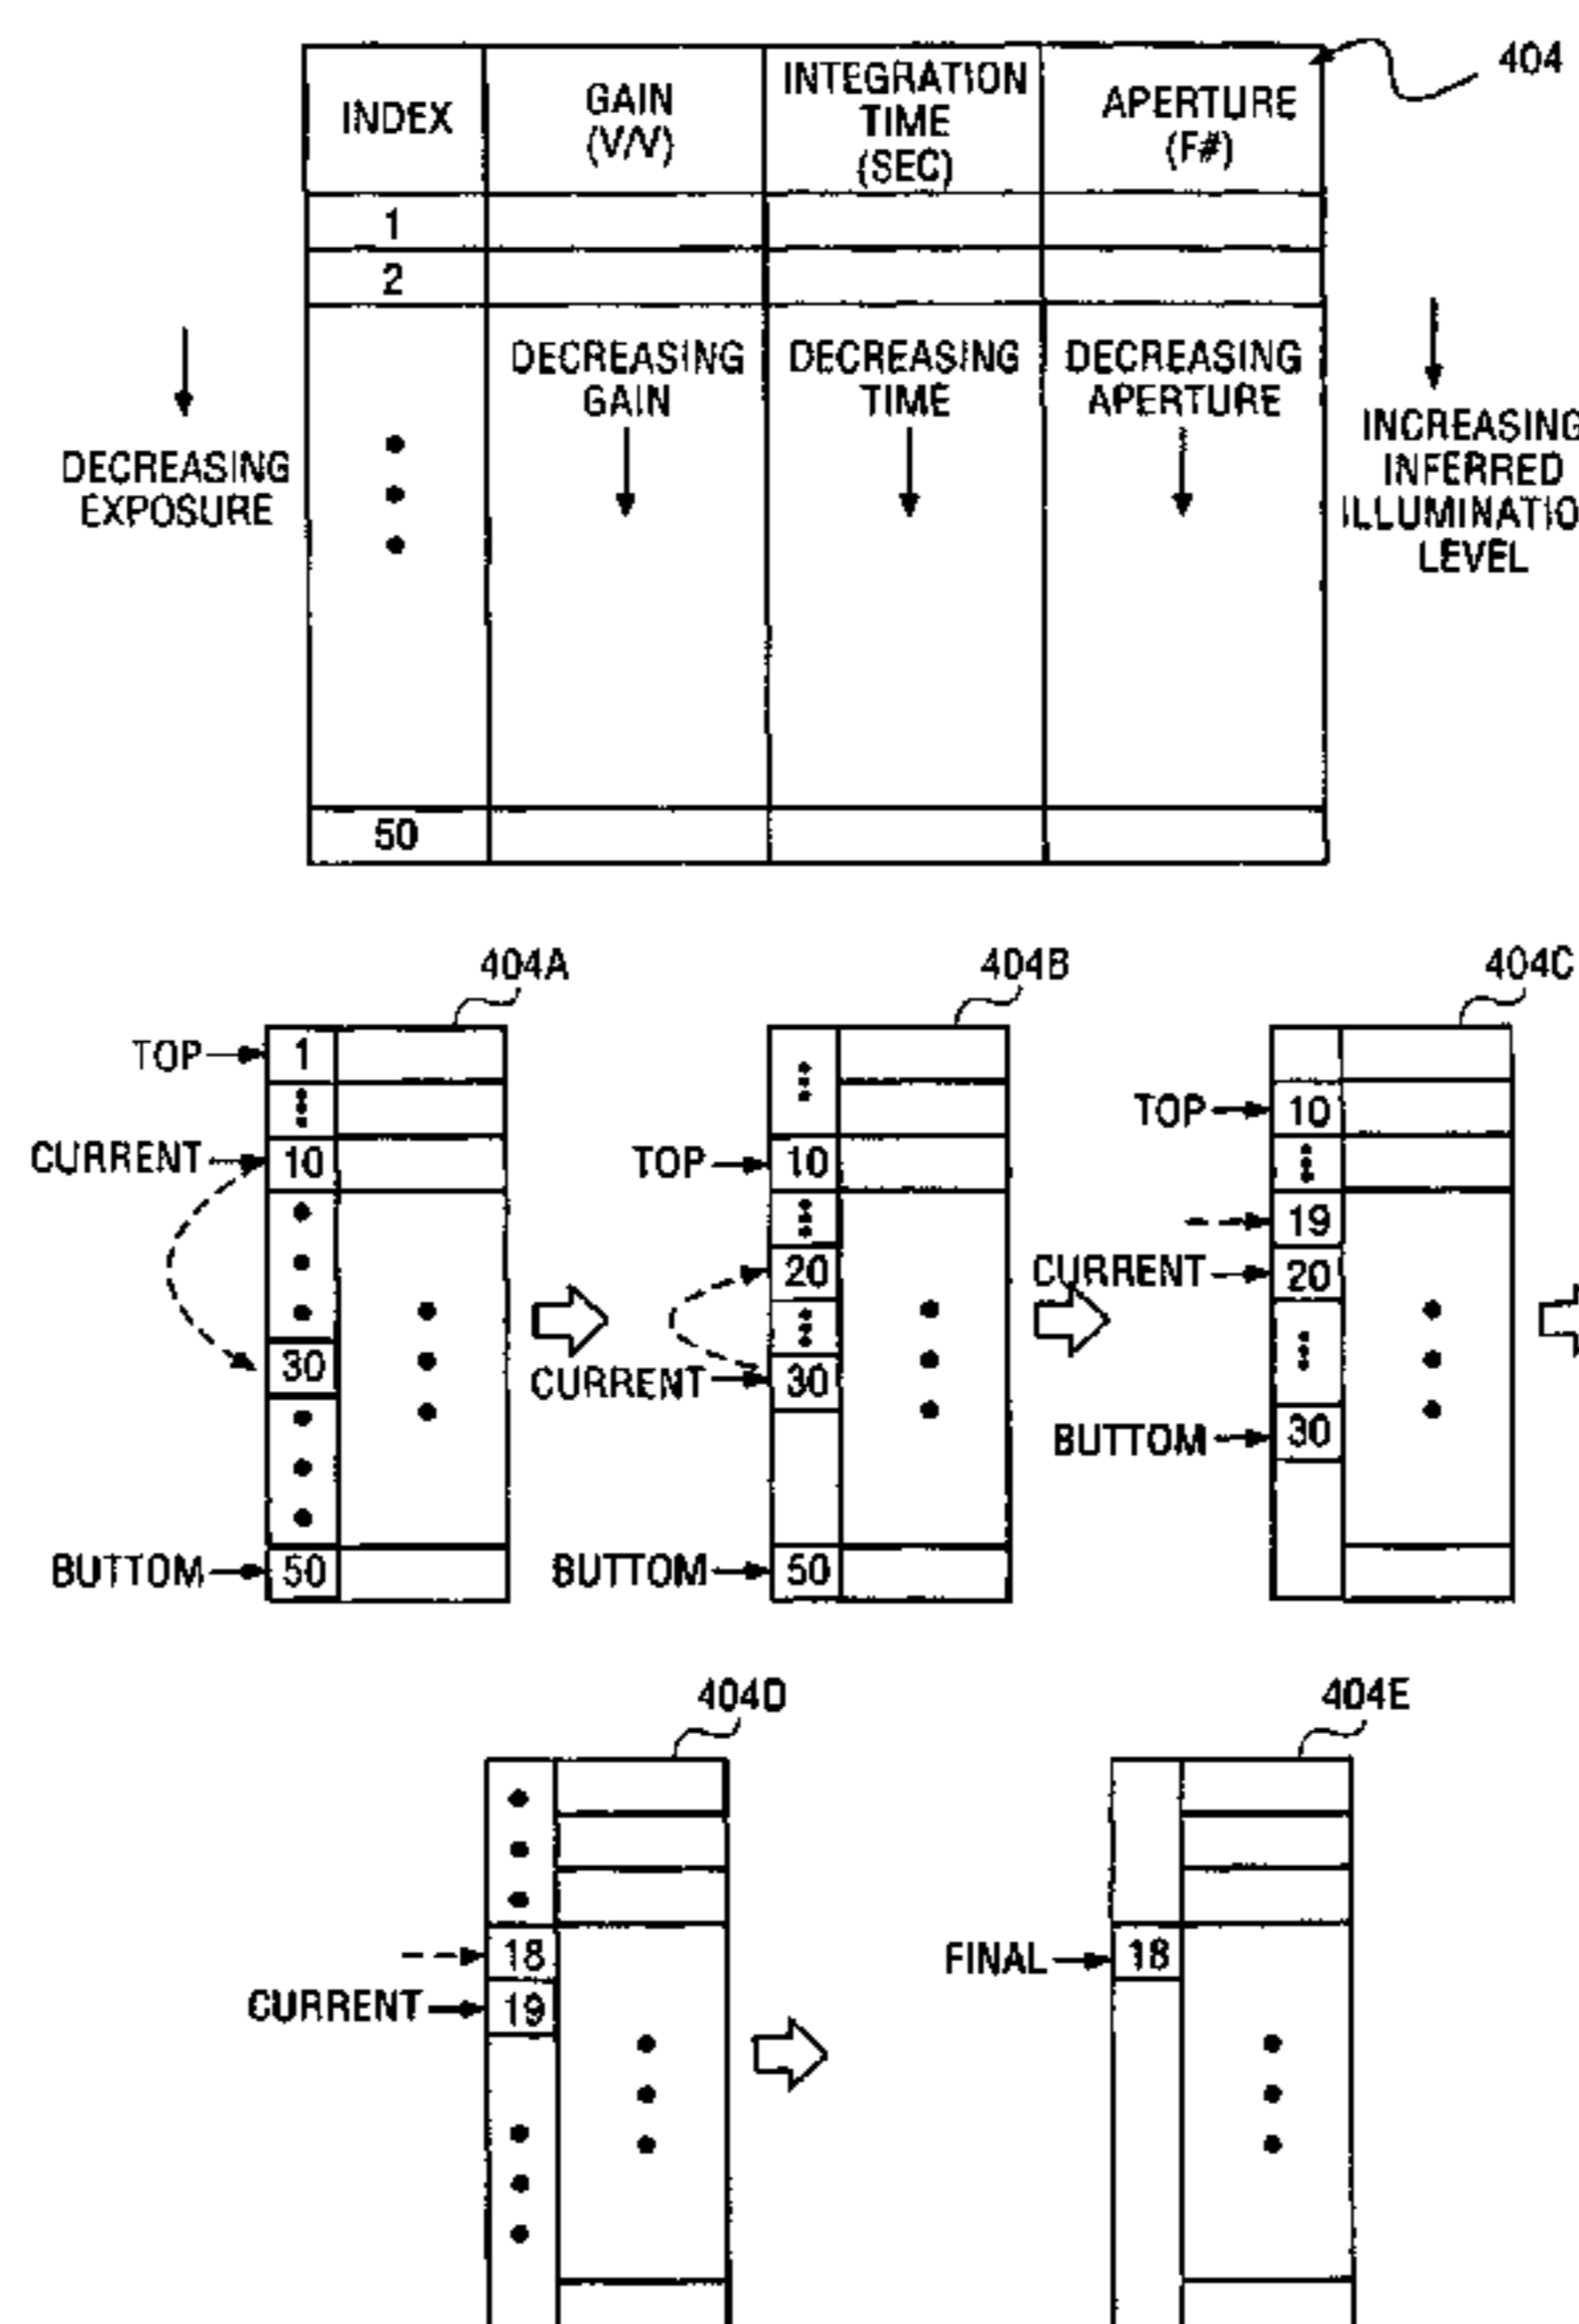 404
INDEX
GAIN
(V/V)
INTEGRATION
TIME
(SEC)
APERTURE
(F#)
1
2
DECREASING
EXPOSURE
DECREASING
GAIN
DECREASING
TIME
DECREASING
APERTURE
INCREASING
INFERRED
ILLUMINATIO
LEVEL
50
404A
TOP
1
CURRENT
10
30
BUTTOM
50
404B
TOP
10
20
CURRENT
30
BUTTOM
50
404C
TOP
10
19
CURRENT
20
BUTTOM
30
404D
18
CURRENT
19
404E
FINAL
18